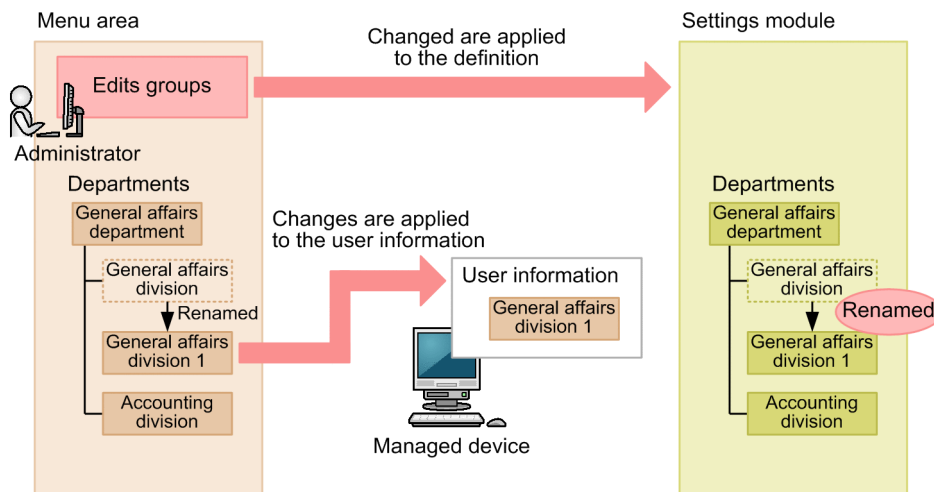 Menu area
Settings module
Changed are applied
to the definition
Edits groups
Administrator
Departments
General affairs
department
General affairs
division
Renamed
General affairs
division 1
Accounting
division
Changes are applied
to the user information
User information
General affairs
division 1
Managed device
Departments
General affairs
department
General affairs
division
Renamed
General affairs
division 1
Accounting
division